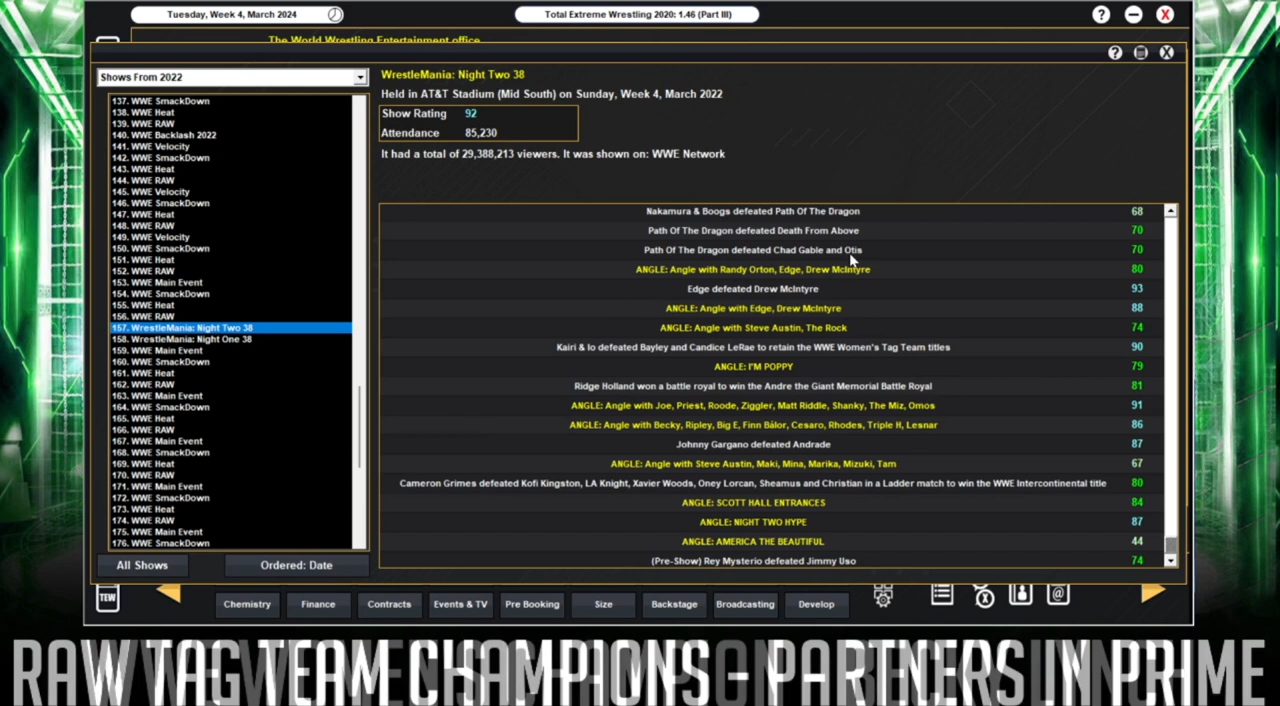 Tuesday, Week 4, March 2024
Total Extreme Wrestling 2020: 1.46 (Part III)
The World Wrestling Entertainment office
Shows From 2022
137. WWE SmackDown
138. WWE Heat
139. WWE RAW
140. WWE Backlash 2022
141. WWE Velocity
142. WWE SmackDown
143. WWE Heat
144. WWE RAW
145. WWE Velocity
146. WWE SmackDown
147. WWE Heat
148. WWE RAW
149. WWE Velocity
150. WWE SmackDown
151. WWE Heat
152. WWE RAW
153. WWE Main Event
154. WWE SmackDown
155. WWE Heat
156. WWE RAW
157. WrestleMania: Night Two 38
158. WrestleMania: Night One 38
159. WWE Main Event
160. WWE SmackDown
161. WWE Heat
162. WWE RAW
163. WWE Main Event
164. WWE SmackDown
165. WWE Heat
166. WWE RAW
167. WWE Main Event
168. WWE SmackDown
169. WWE Heat
170. WWE RAW
171. WWE Main Event
172. WWE SmackDown
173. WWE Heat
174. WWE RAW
175. WWE Main Event
176. WWE SmackDown
All Shows
Ordered: Date
WrestleMania: Night Two 38
Held in AT&T Stadium (Mid South) on Sunday, Week 4, March 2022
Show Rating 92
Attendance 85,230
It had a total of 29,388,213 viewers. It was shown on: WWE Network
Nakamura & Boogs defeated Path Of The Dragon 68
Path Of The Dragon defeated Death From Above 70
Path Of The Dragon defeated Chad Gable and Otis 70
ANGLE: Angle with Randy Orton, Edge, Drew McIntyre 80
Edge defeated Drew McIntyre 93
ANGLE: Angle with Edge, Drew McIntyre 88
ANGLE: Angle with Steve Austin, The Rock 74
Kairi & Io defeated Bayley and Candice LeRae to retain the WWE Women's Tag Team titles 90
ANGLE: I'M POPPY 79
Ridge Holland won a battle royal to win the Andre the Giant Memorial Battle Royal 81
ANGLE: Angle with Joe, Priest, Roode, Ziggler, Matt Riddle, Shanky, The Miz, Omos 91
ANGLE: Angle with Becky, Ripley, Big E, Finn Bálor, Cesaro, Rhodes, Triple H, Lesnar 86
Johnny Gargano defeated Andrade 87
ANGLE: Angle with Steve Austin, Maki, Mina, Marika, Mizuki, Tam 67
Cameron Grimes defeated Kofi Kingston, LA Knight, Xavier Woods, Oney Lorcan, Sheamus and Christian in a Ladder match to win the WWE Intercontinental title 80
ANGLE: SCOTT HALL ENTRANCES 84
ANGLE: NIGHT TWO HYPE 87
ANGLE: AMERICA THE BEAUTIFUL 44
(Pre-Show) Rey Mysterio defeated Jimmy Uso 74
TEW
Chemistry
Finance
Contracts
Events & TV
Pre Booking
Size
Backstage
Broadcasting
Develop
RAW TAG TEAM CHAMPIONS - PARTNERS IN PRIME